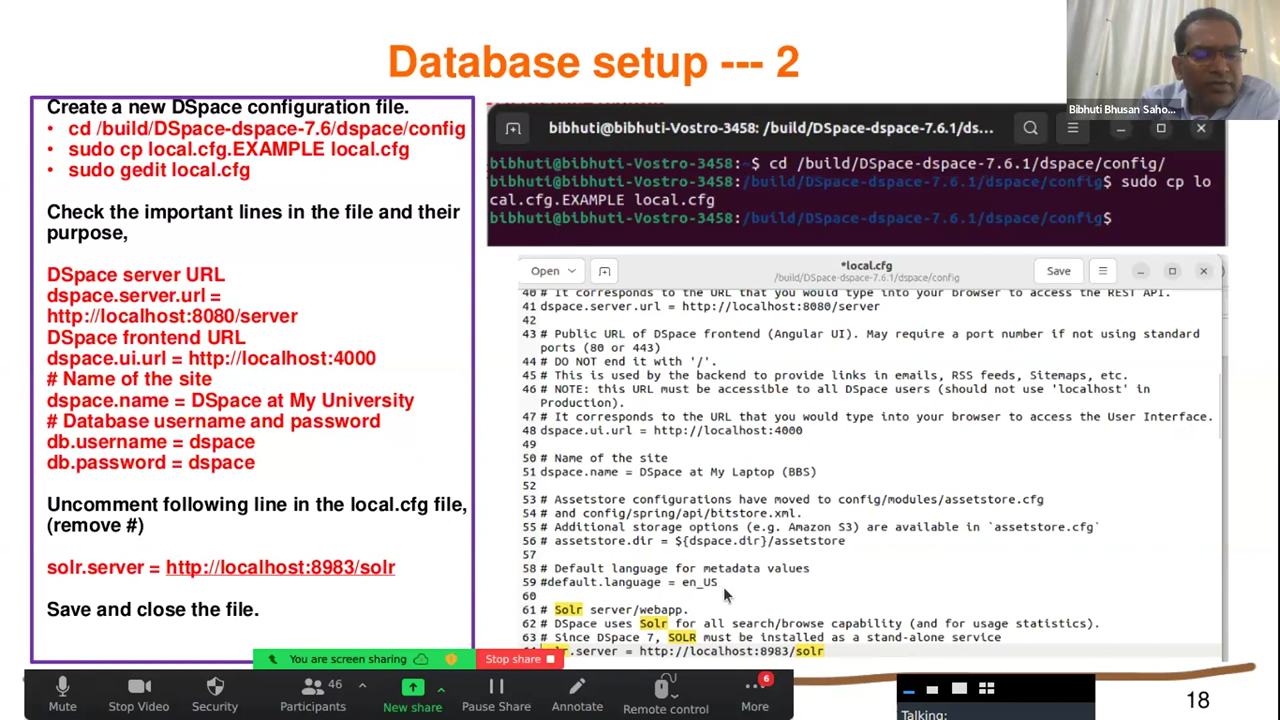 Database setup --- 2
Bibhuti Bhusan Saho...
Create a new DSpace configuration file.
• cd /build/DSpace-dspace-7.6/dspace/config
• sudo cp local.cfg.EXAMPLE local.cfg
• sudo gedit local.cfg
Check the important lines in the file and their
purpose,
DSpace server URL
dspace.server.url =
http://localhost:8080/server
DSpace frontend URL
dspace.ui.url = http://localhost:4000
# Name of the site
dspace.name = DSpace at My University
# Database username and password
db.username = dspace
db.password = dspace
Uncomment following line in the local.cfg file,
(remove #)
solr.server = http://localhost:8983/solr
Save and close the file.
bibhuti@bibhuti-Vostro-3458: /build/DSpace-dspace-7.6.1/ds...
bibhuti@bibhuti-Vostro-3458:~$ cd /build/DSpace-dspace-7.6.1/dspace/config/
bibhuti@bibhuti-Vostro-3458:/build/DSpace-dspace-7.6.1/dspace/config$ sudo cp lo
cal.cfg.EXAMPLE local.cfg
bibhuti@bibhuti-Vostro-3458:/build/DSpace-dspace-7.6.1/dspace/config$
Open
*local.cfg
/build/DSpace-dspace-7.6.1/dspace/config
Save
40 # It corresponds to the URL that you would type into your browser to access the REST API.
41 dspace.server.url = http://localhost:8080/server
42
43 # Public URL of DSpace frontend (Angular UI). May require a port number if not using standard
ports (80 or 443)
44 # DO NOT end it with '/'.
45 # This is used by the backend to provide links in emails, RSS feeds, Sitemaps, etc.
46 # NOTE: this URL must be accessible to all DSpace users (should not use 'localhost' in
Production).
47 # It corresponds to the URL that you would type into your browser to access the User Interface.
48 dspace.ui.url = http://localhost:4000
49
50 # Name of the site
51 dspace.name = DSpace at My Laptop (BBS)
52
53 # Assetstore configurations have moved to config/modules/assetstore.cfg
54 # and config/spring/api/bitstore.xml.
55 # Additional storage options (e.g. Amazon S3) are available in `assetstore.cfg`
56 # assetstore.dir = ${dspace.dir}/assetstore
57
58 # Default language for metadata values
59 #default.language = en_US
60
61 # Solr server/webapp.
62 # DSpace uses Solr for all search/browse capability (and for usage statistics).
63 # Since DSpace 7, SOLR must be installed as a stand-alone service
.server = http://localhost:8983/solr
You are screen sharing
Stop share
Mute
Stop Video
Security
46
Participants
New share
Pause Share
Annotate
Remote control
6
More
Talking:
18